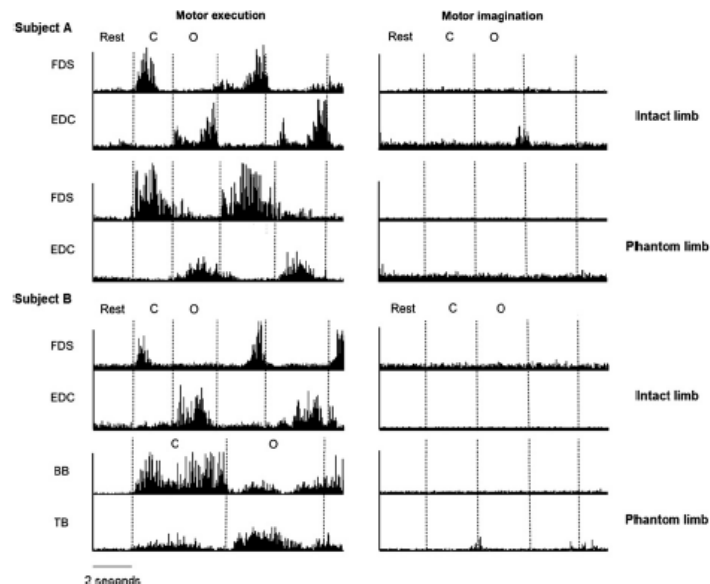 Motor execution Motor imagination
Subject A
Rest C O Rest C O
FDS
EDC Intact limb
FDS
EDC Phantom limb
Subject B
Rest C O Rest C O
FDS
EDC Intact limb
C O
BB
TB Phantom limb
2 seconds